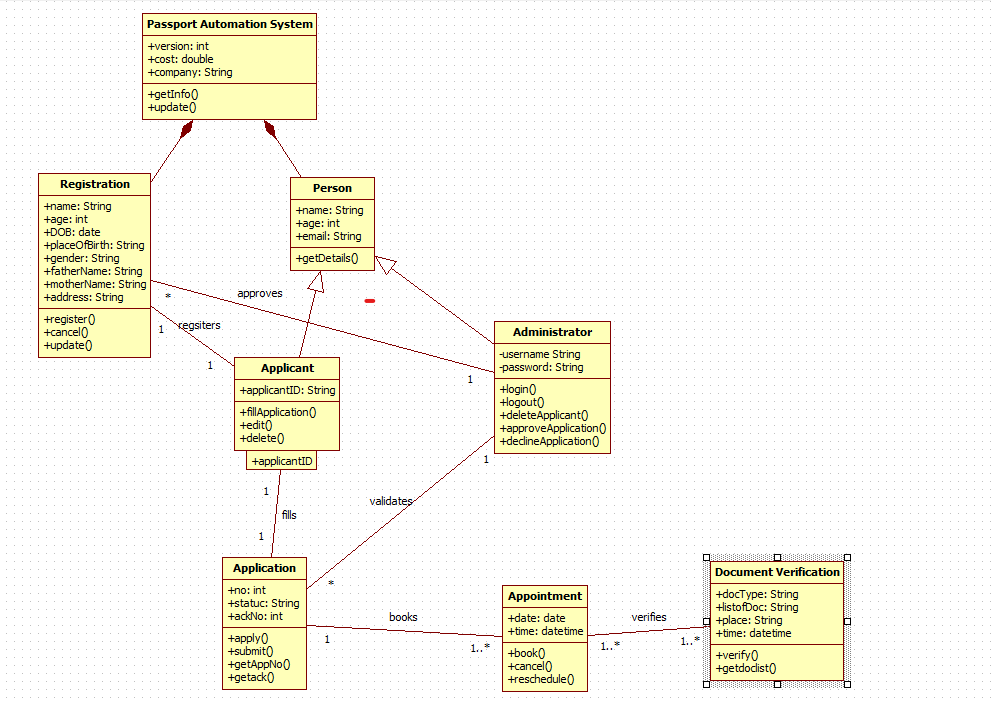 Passport Automation System
+version: int
+cost: double
+company: String
+getInfo()
+update()
Registration
+name: String
+age: int
+DOB: date
+placeOfBirth: String
+gender: String
+fatherName: String
+motherName: String
+address: String
+register()
+cancel()
+update()
Person
+name: String
+age: int
+email: String
+getDetails()
*
approves
1
1
regsiters
1
Administrator
-username String
-password: String
+login()
+logout()
+deleteApplicant()
+approveApplication()
+declineApplication()
Applicant
+applicantID: String
+fillApplication()
+edit()
+delete()
+applicantID
1
fills
1
1
validates
*
Application
+no: int
+statuc: String
+ackNo: int
+apply()
+submit()
+getAppNo()
+getack()
1
books
1..*
Appointment
+date: date
+time: datetime
+book()
+cancel()
+reschedule()
1..*
verifies
1..*
Document Verification
+docType: String
+listofDoc: String
+place: String
+time: datetime
+verify()
+getdoclist()